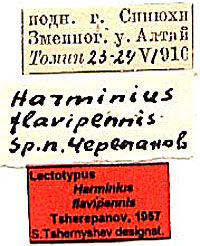 подн. г. Синюхи
Змеиног. у. Алтай
Томин 23-24 V/910
Harminius
flavipennis
Sp.n. Черепанов
Lectotypus
Harminius
flavipennis
Tsherepanov, 1957
S.Tshernyshev designat.